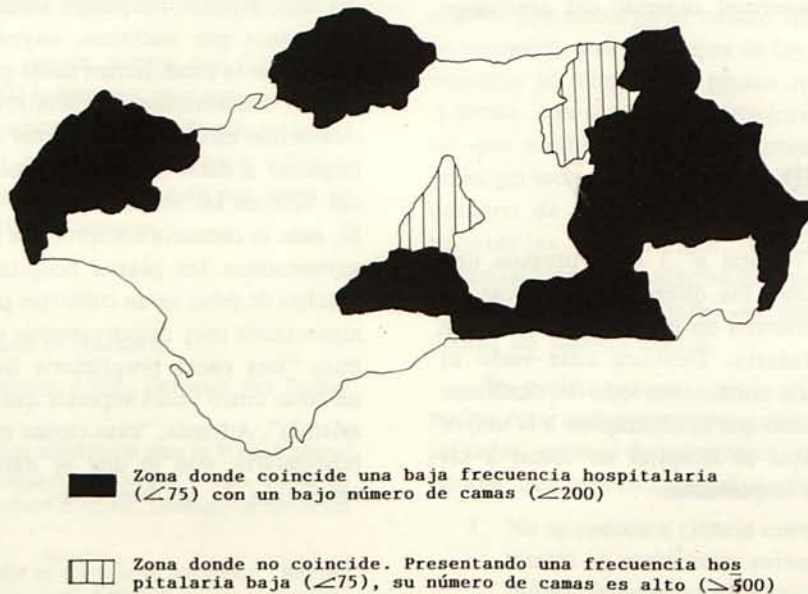 Zona donde coincide una baja frecuencia hospitalaria
(∠75) con un bajo número de camas (∠200)
Zona donde no coincide. Presentando una frecuencia hos
pitalaria baja (∠75), su número de camas es alto (>500)